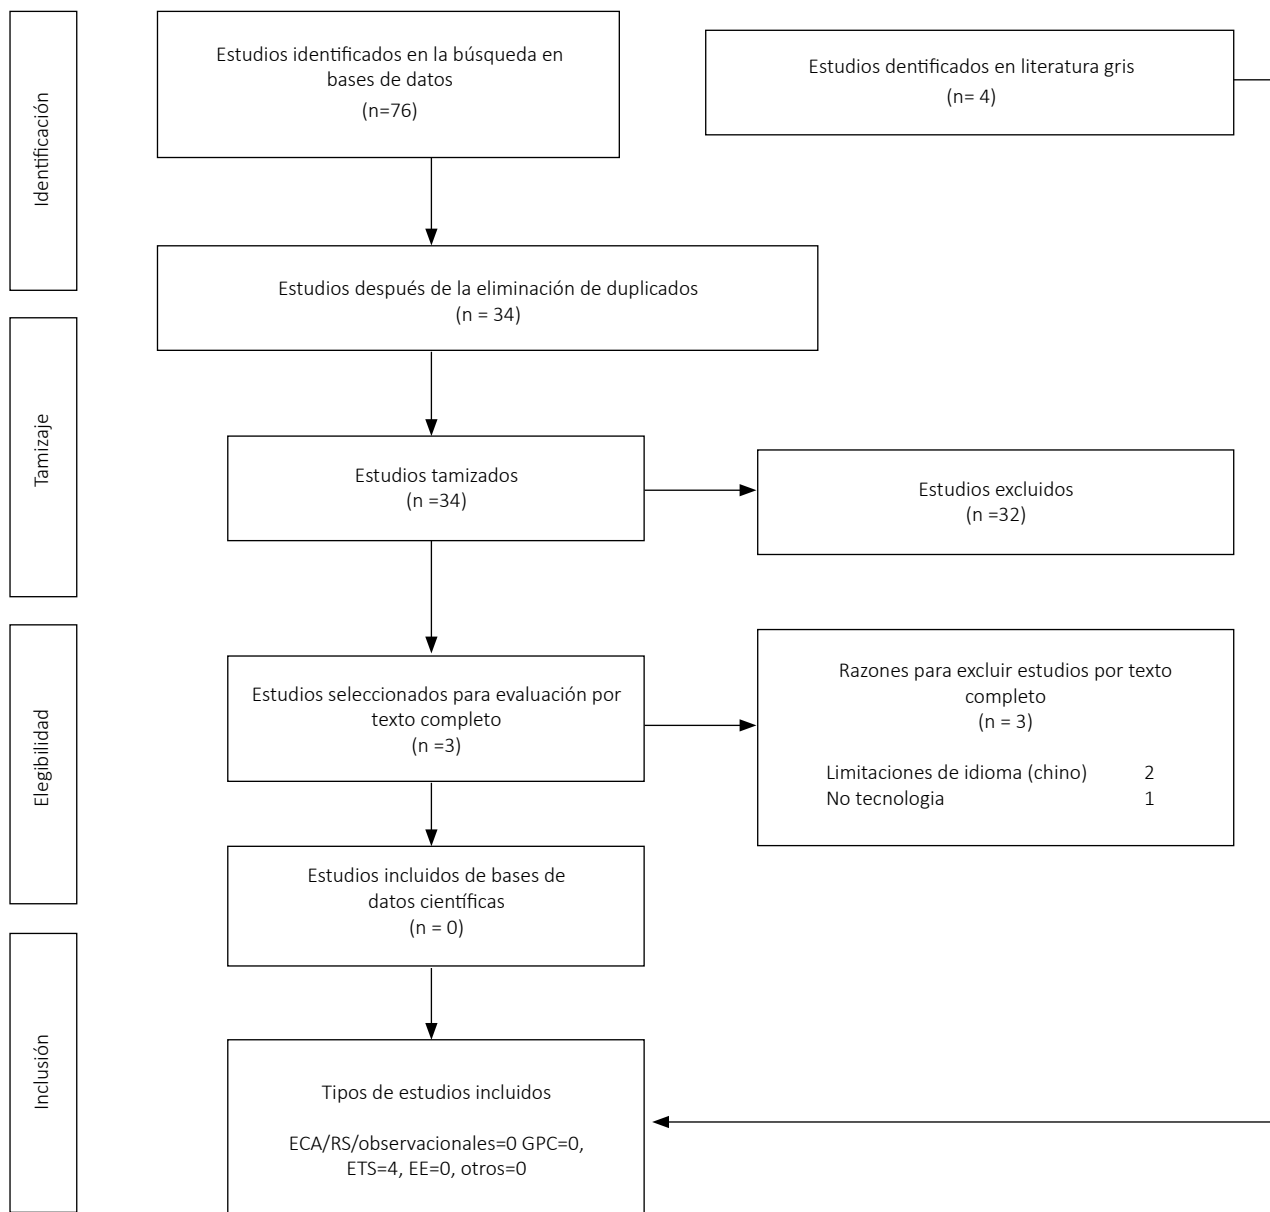 Identificación
Estudios identificados en la búsqueda en
bases de datos
(n=76)
Estudios dentificados en literatura gris
(n= 4)
Estudios después de la eliminación de duplicados
(n = 34)
Tamizaje
Estudios tamizados
(n =34)
Estudios excluidos
(n =32)
Elegibilidad
Estudios seleccionados para evaluación por
texto completo
(n =3)
Razones para excluir estudios por texto
completo
(n = 3)
Limitaciones de idioma (chino) 2
No tecnologia 1
Estudios incluidos de bases de
datos científicas
(n = 0)
Inclusión
Tipos de estudios incluidos
ECA/RS/observacionales=0 GPC=0,
ETS=4, EE=0, otros=0